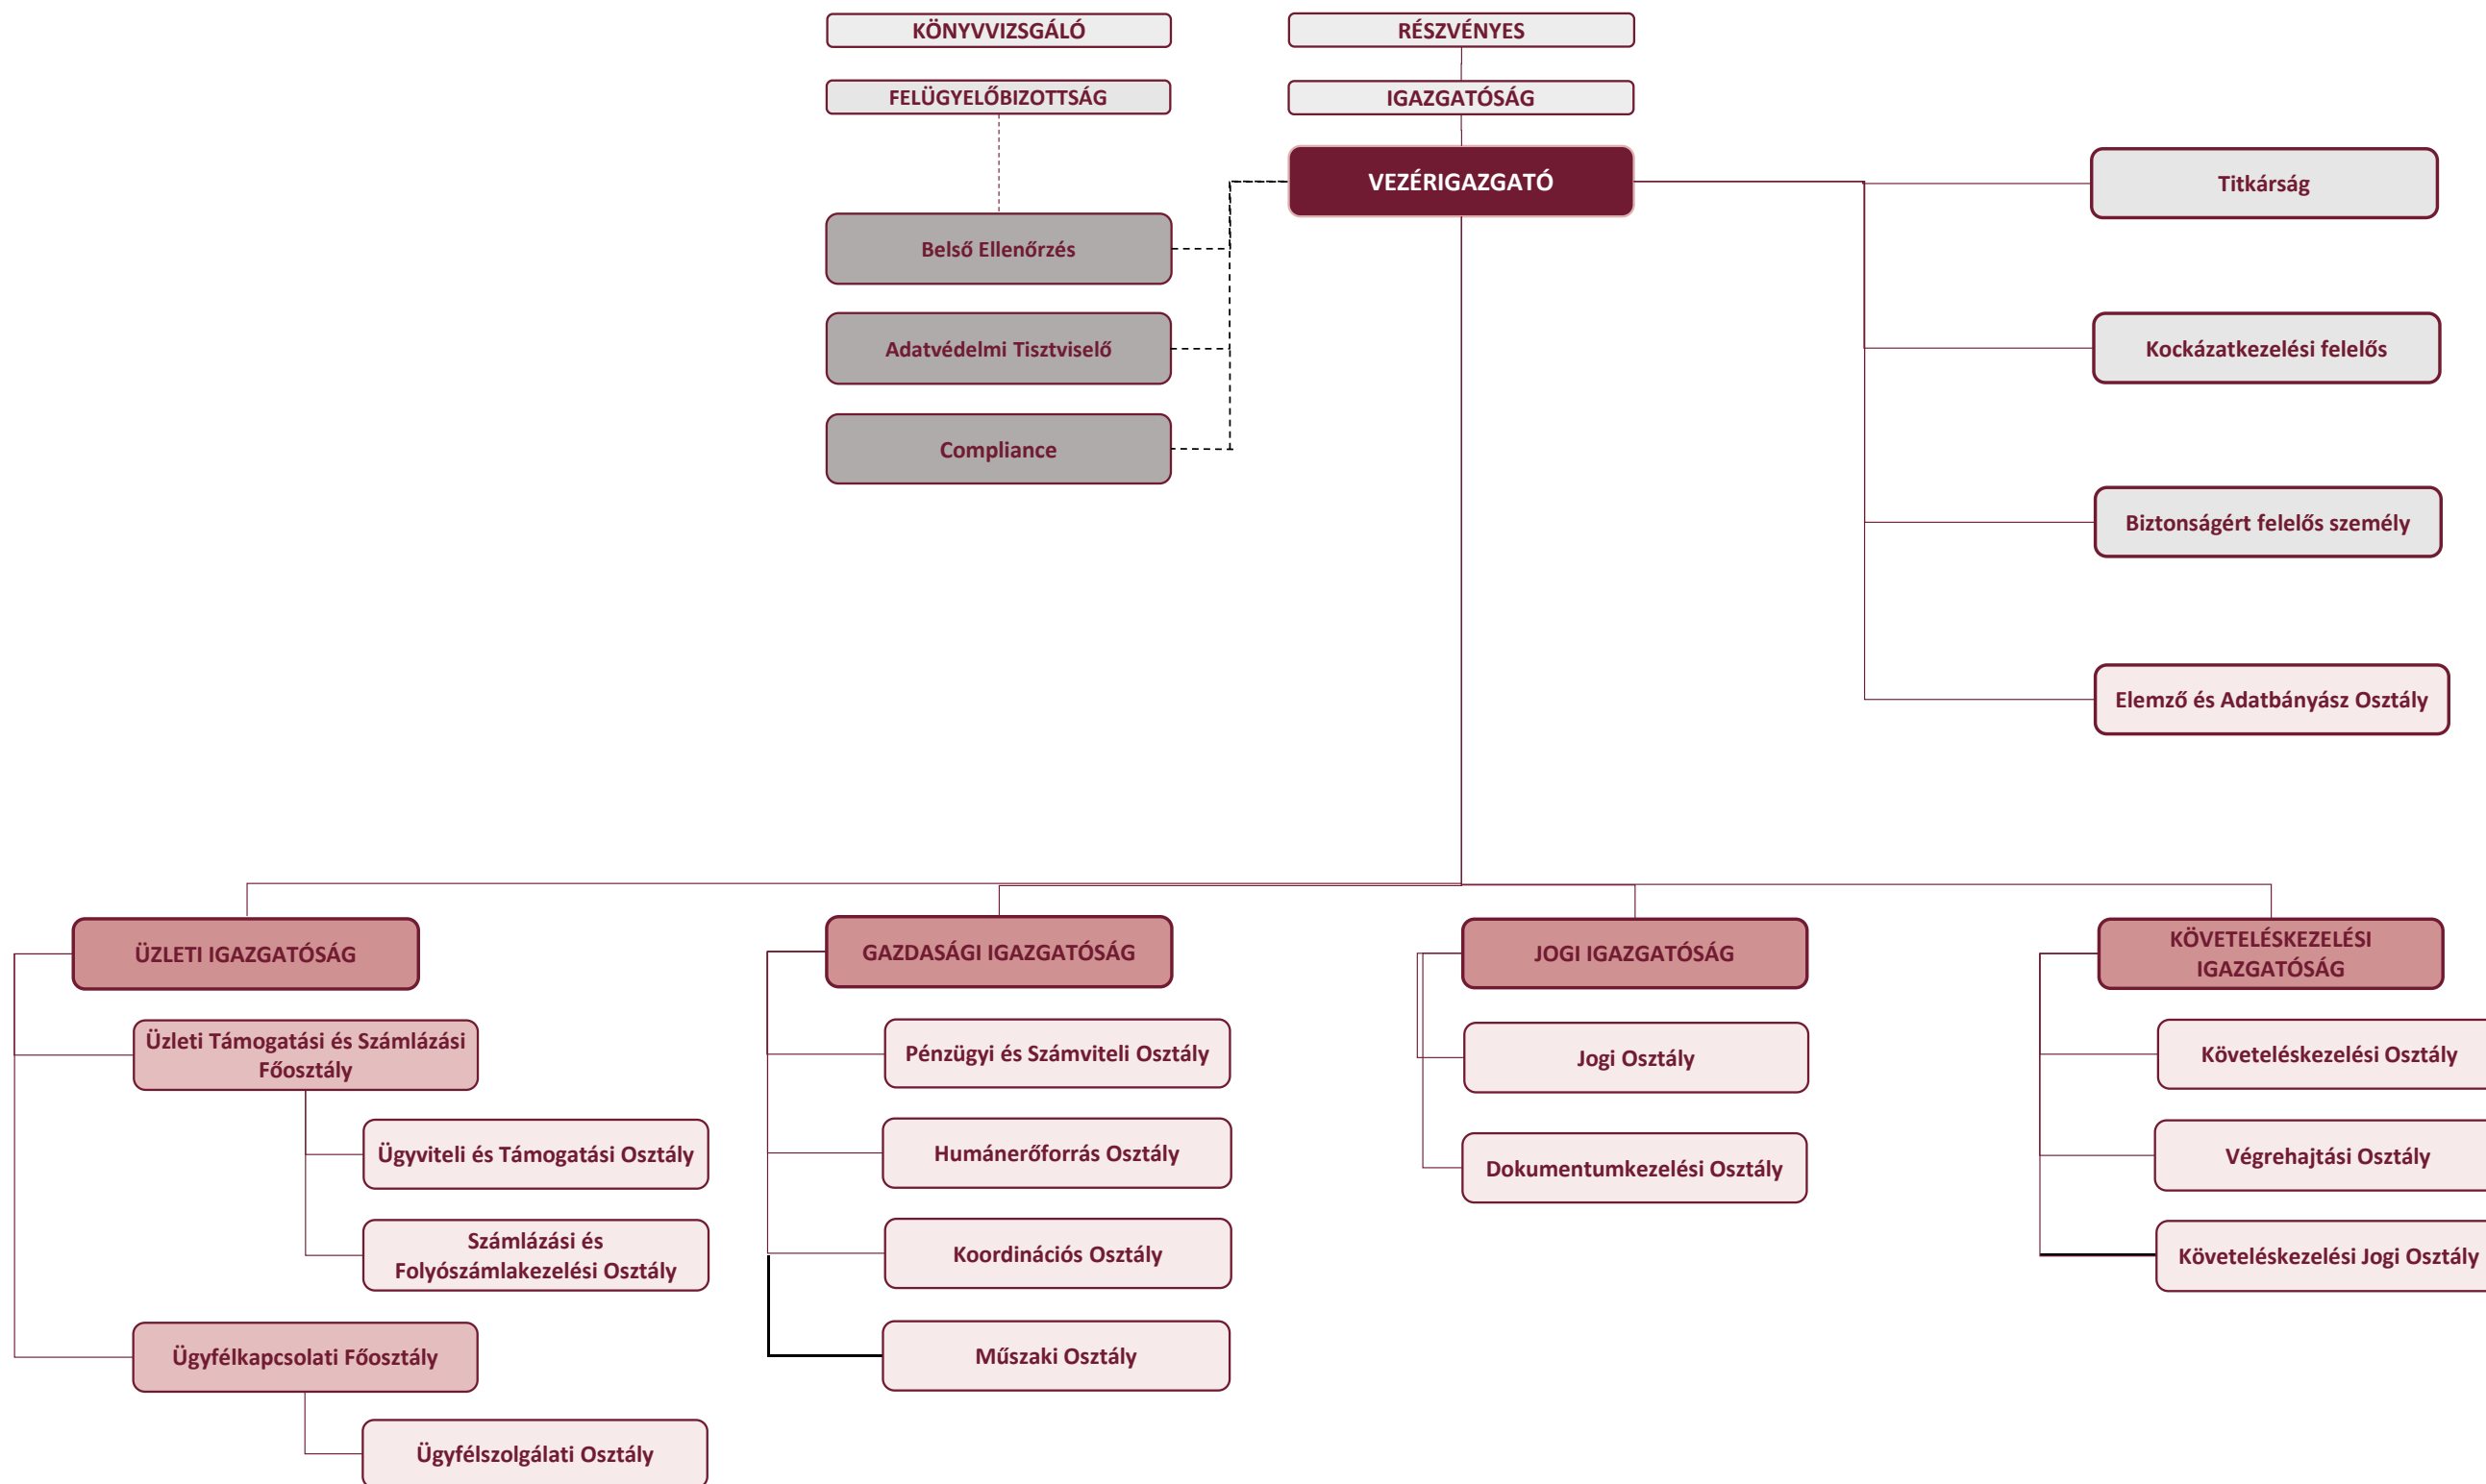 KÖNYVVIZSGÁLÓ
RÉSZVÉNYES
FELÜGYELŐBIZOTTSÁG
IGAZGATÓSÁG
VEZÉRIGAZGATÓ
Titkárság
Belső Ellenőrzés
Adatvédelmi Tisztviselő
Kockázatkezelési felelős
Compliance
Biztonságért felelős személy
Elemző és Adatbányász Osztály
ÜZLETI IGAZGATÓSÁG
Üzleti Támogatási és Számlázási
Főosztály
Ügyviteli és Támogatási Osztály
Számlázási és
Folyószámlakezelési Osztály
Ügyfélkapcsolati Főosztály
Ügyfélszolgálati Osztály
GAZDASÁGI IGAZGATÓSÁG
Pénzügyi és Számviteli Osztály
Humánerőforrás Osztály
Koordinációs Osztály
Műszaki Osztály
JOGI IGAZGATÓSÁG
Jogi Osztály
Dokumentumkezelési Osztály
KÖVETELÉSKEZELÉSI
IGAZGATÓSÁG
Követeléskezelési Osztály
Végrehajtási Osztály
Követeléskezelési Jogi Osztály